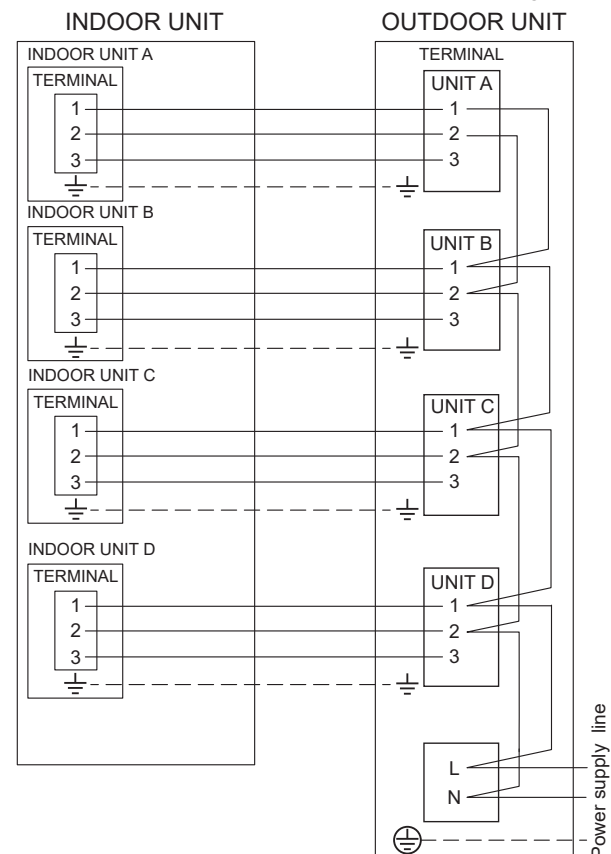 INDOOR UNIT
OUTDOOR UNIT
INDOOR UNIT A
TERMINAL
1
2
3
TERMINAL
UNIT A
1
2
3
INDOOR UNIT B
TERMINAL
1
2
3
UNIT B
1
2
3
INDOOR UNIT C
TERMINAL
1
2
3
UNIT C
1
2
3
INDOOR UNIT D
TERMINAL
1
2
3
UNIT D
1
2
3
L
N
Power supply line